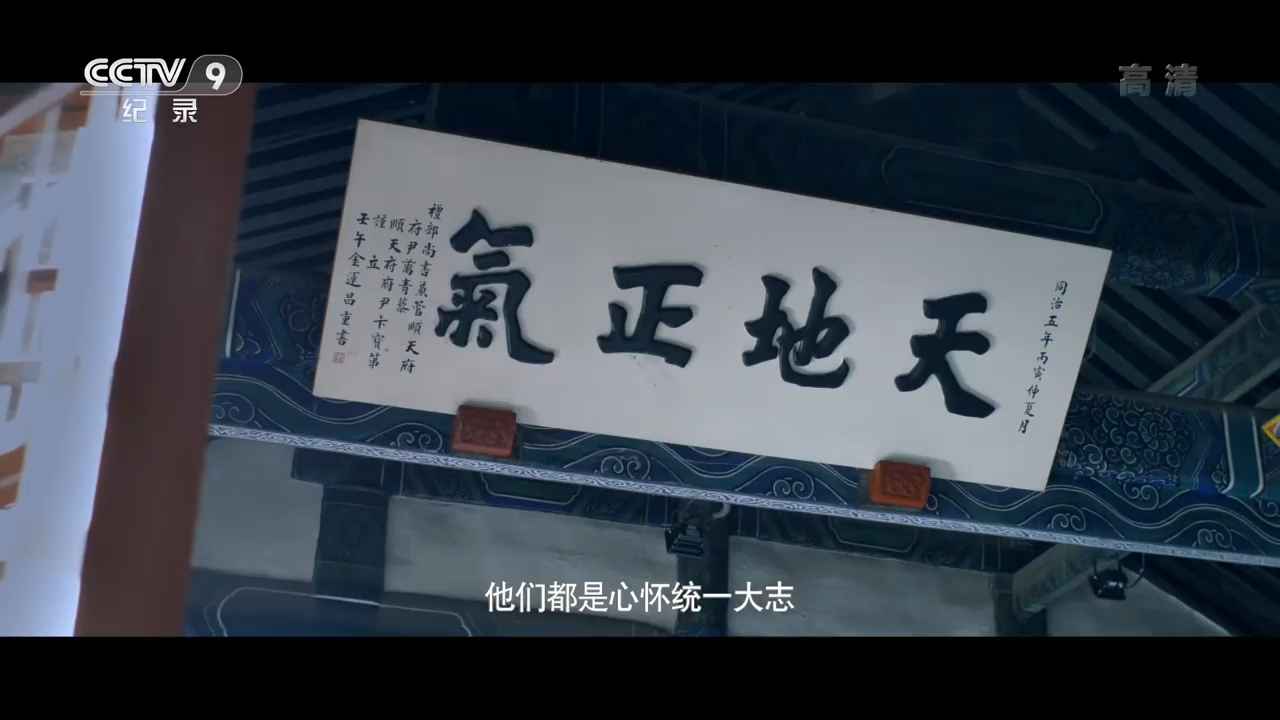 CCTV 9
纪录
高清
天地正氣
同治五年丙寅仲夏月
禮部尚書兼管順天府
府尹萬青藜
順天府府尹卞寶第
謹立
壬午金運昌重書
他们都是心怀统一大志